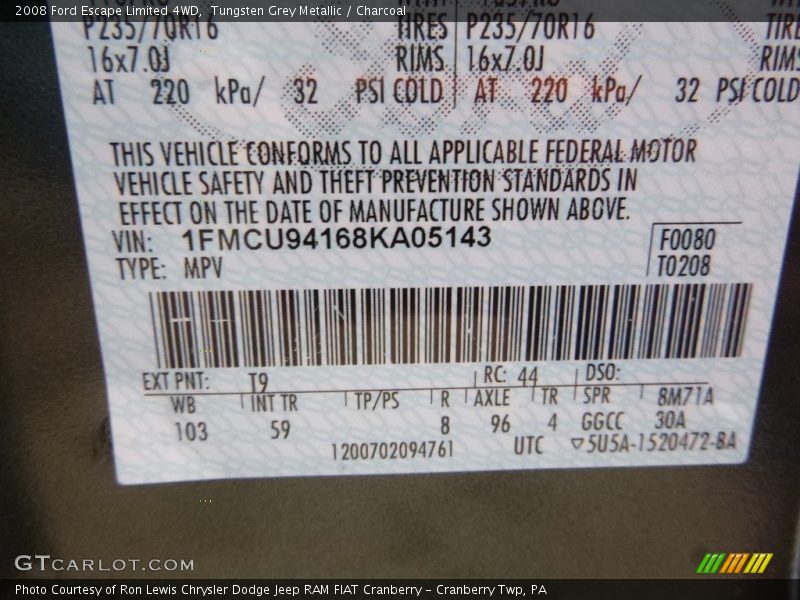 2008 Ford Escape Limited 4WD,  Tungsten Grey Metallic / Charcoal
P235/70R16 TIRES P235/70R16
16x7.0J RIMS 16x7.0J RIMS
AT 220 kPa/ 32 PSI COLD AT 220 kPa/ 32 PSI COLD
THIS VEHICLE CONFORMS TO ALL APPLICABLE FEDERAL MOTOR
VEHICLE SAFETY AND THEFT PREVENTION STANDARDS IN
EFFECT ON THE DATE OF MANUFACTURE SHOWN ABOVE.
VIN: 1FMCU94168KA05143 F0080
TYPE: MPV T0208
EXT PNT: T9 RC: 44 DSO:
WB INT TR TP/PS R AXLE TR SPR 8M71A
103 59 8 96 4 GGCC 30A
1200702094761 UTC ▽5U5A-1520472-BA
GTCARLOT.COM
Photo Courtesy of Ron Lewis Chrysler Dodge Jeep RAM FIAT Cranberry – Cranberry Twp, PA